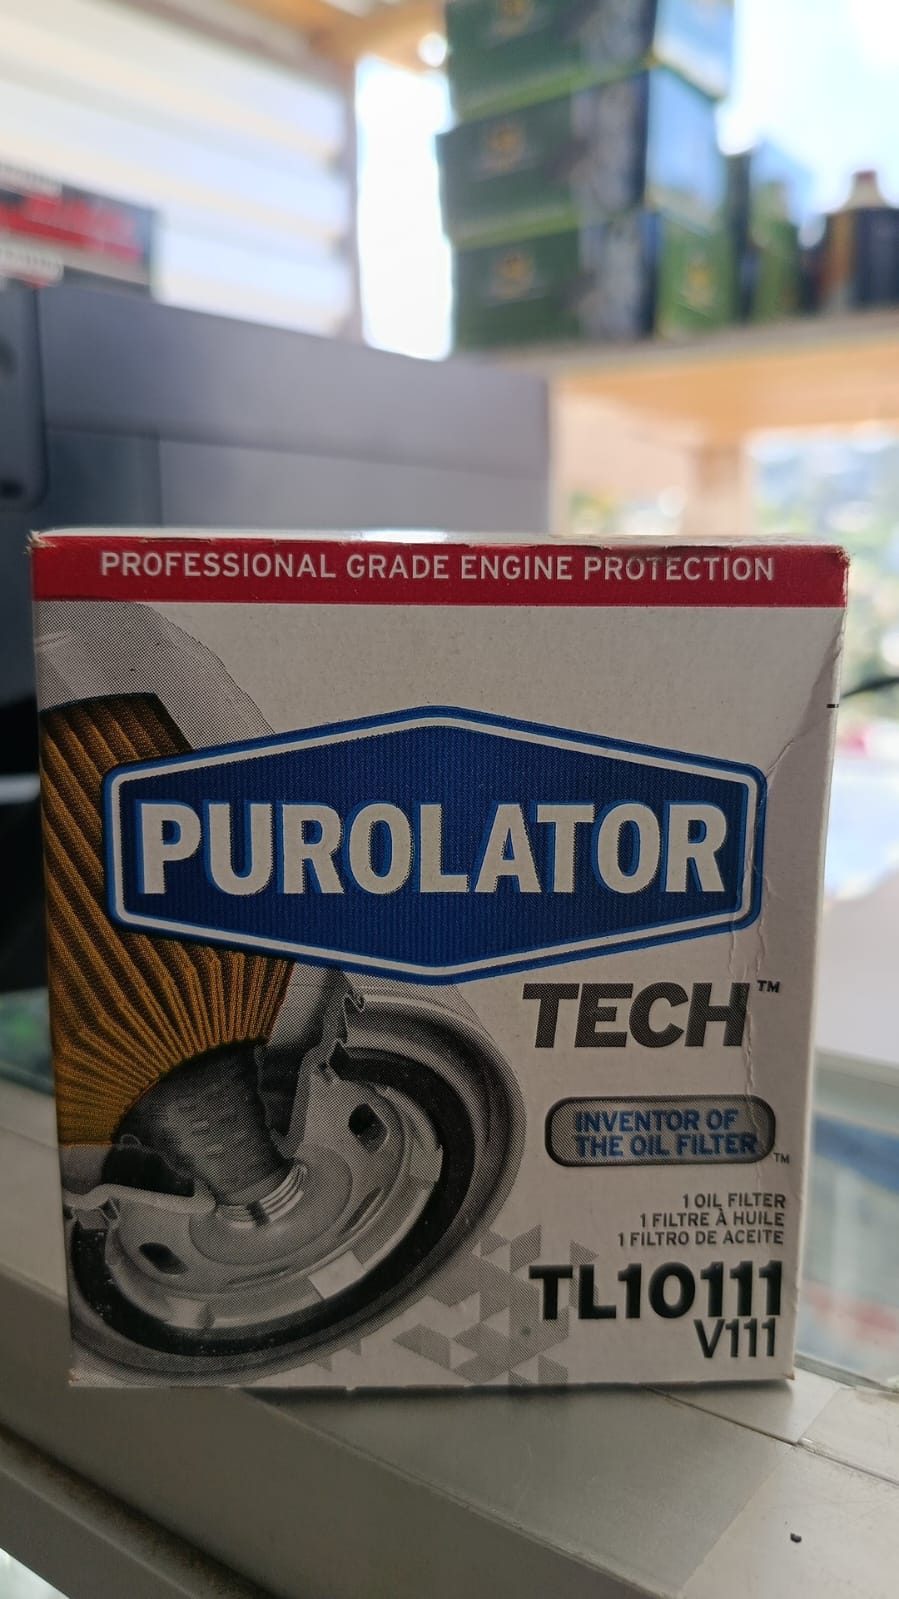 PROFESSIONAL GRADE ENGINE PROTECTION
PUROLATOR
TECH™
INVENTOR OF
THE OIL FILTER™
1 OIL FILTER
1 FILTRE À HUILE
1 FILTRO DE ACEITE
TL10111
V111